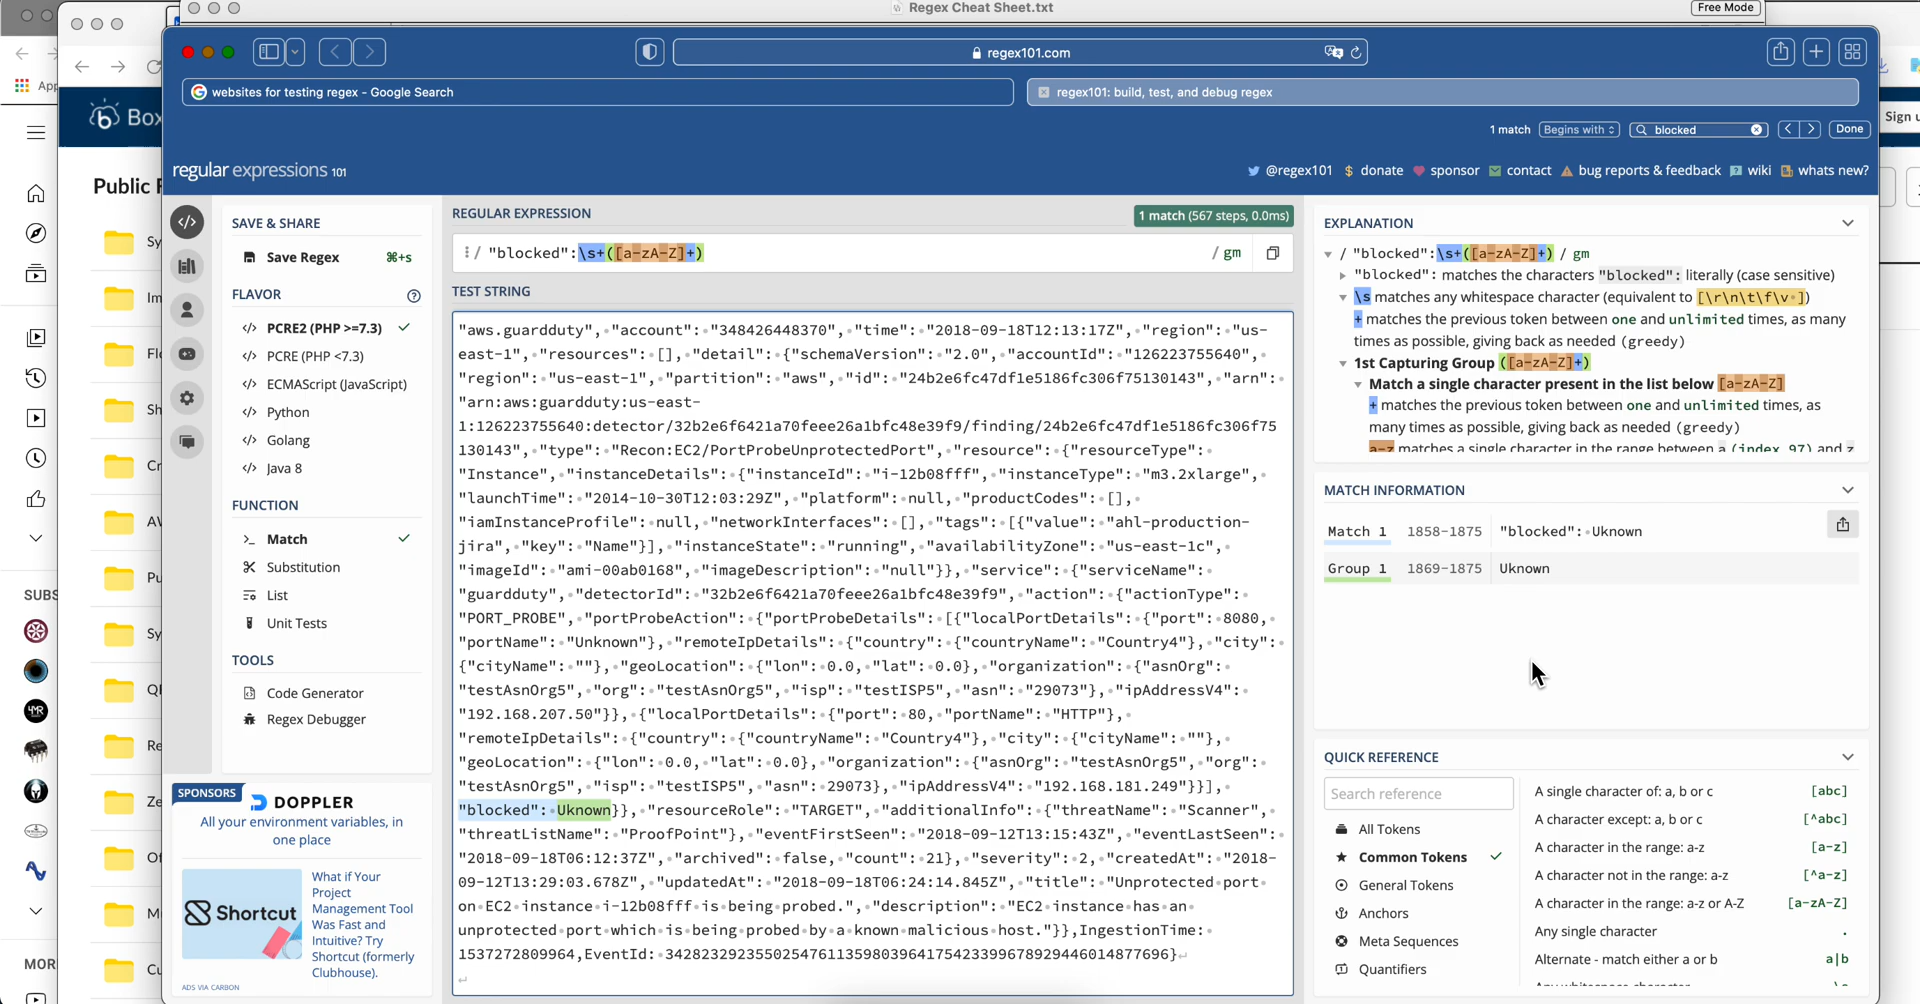 Regex Cheat Sheet.txt
Free Mode
regex101.com
App
websites for testing regex - Google Search
regex101: build, test, and debug regex
Box
Sign u
1 match
Begins with
blocked
Done
regular expressions 101
@regex101
donate
sponsor
contact
bug reports & feedback
wiki
whats new?
Public F
SAVE & SHARE
Save Regex
⌘+s
FLAVOR
PCRE2 (PHP >=7.3)
PCRE (PHP <7.3)
ECMAScript (JavaScript)
Python
Golang
Java 8
FUNCTION
Match
Substitution
List
Unit Tests
TOOLS
Code Generator
Regex Debugger
SPONSORS
DOPPLER
All your environment variables, in
one place
Shortcut
What if Your
Project
Management Tool
Was Fast and
Intuitive? Try
Shortcut (formerly
Clubhouse).
ADS VIA CARBON
SUBS
MOR
REGULAR EXPRESSION
1 match (567 steps, 0.0ms)
/ "blocked":\s+([a-zA-Z]+)
/ gm
TEST STRING
"aws.guardduty", "account": "348426448370", "time": "2018-09-18T12:13:17Z", "region": "us-
east-1", "resources": [], "detail": {"schemaVersion": "2.0", "accountId": "126223755640",
"region": "us-east-1", "partition": "aws", "id": "24b2e6fc47df1e5186fc306f75130143", "arn":
"arn:aws:guardduty:us-east-
1:126223755640:detector/32b2e6f6421a70feee26a1bfc48e39f9/finding/24b2e6fc47df1e5186fc306f75
130143", "type": "Recon:EC2/PortProbeUnprotectedPort", "resource": {"resourceType":
"Instance", "instanceDetails": {"instanceId": "i-12b08fff", "instanceType": "m3.2xlarge",
"launchTime": "2014-10-30T12:03:29Z", "platform": null, "productCodes": [],
"iamInstanceProfile": null, "networkInterfaces": [], "tags": [{"value": "ahl-production-
jira", "key": "Name"}], "instanceState": "running", "availabilityZone": "us-east-1c",
"imageId": "ami-00ab0168", "imageDescription": "null"}}, "service": {"serviceName":
"guardduty", "detectorId": "32b2e6f6421a70feee26a1bfc48e39f9", "action": {"actionType":
"PORT_PROBE", "portProbeAction": {"portProbeDetails": [{"localPortDetails": {"port": 8080,
"portName": "Unknown"}, "remoteIpDetails": {"country": {"countryName": "Country4"}, "city":
{"cityName": ""}, "geoLocation": {"lon": 0.0, "lat": 0.0}, "organization": {"asnOrg":
"testAsnOrg5", "org": "testAsnOrg5", "isp": "testISP5", "asn": "29073"}, "ipAddressV4":
"192.168.207.50"}}, {"localPortDetails": {"port": 80, "portName": "HTTP"},
"remoteIpDetails": {"country": {"countryName": "Country4"}, "city": {"cityName": ""},
"geoLocation": {"lon": 0.0, "lat": 0.0}, "organization": {"asnOrg": "testAsnOrg5", "org":
"testAsnOrg5", "isp": "testISP5", "asn": 29073}, "ipAddressV4": "192.168.181.249"}}],
"blocked": Uknown}}, "resourceRole": "TARGET", "additionalInfo": {"threatName": "Scanner",
"threatListName": "ProofPoint"}, "eventFirstSeen": "2018-09-12T13:15:43Z", "eventLastSeen":
"2018-09-18T06:12:37Z", "archived": false, "count": 21}, "severity": 2, "createdAt": "2018-
09-12T13:29:03.678Z", "updatedAt": "2018-09-18T06:24:14.845Z", "title": "Unprotected port
on EC2 instance i-12b08fff is being probed.", "description": "EC2 instance has an
unprotected port which is being probed by a known malicious host."}},IngestionTime:
1537272809964,EventId: 34282329235502547611359803964175423399678929446014877696}
EXPLANATION
/ "blocked":\s+([a-zA-Z]+) / gm
"blocked": matches the characters "blocked": literally (case sensitive)
\s matches any whitespace character (equivalent to [\r\n\t\f\v ])
+ matches the previous token between one and unlimited times, as many
times as possible, giving back as needed (greedy)
1st Capturing Group ([a-zA-Z]+)
Match a single character present in the list below [a-zA-Z]
+ matches the previous token between one and unlimited times, as
many times as possible, giving back as needed (greedy)
a-z matches a single character in the range between a (index 97) and z
MATCH INFORMATION
Match 1 1858-1875 "blocked": Uknown
Group 1 1869-1875 Uknown
QUICK REFERENCE
Search reference
All Tokens
Common Tokens
General Tokens
Anchors
Meta Sequences
Quantifiers
A single character of: a, b or c [abc]
A character except: a, b or c [^abc]
A character in the range: a-z [a-z]
A character not in the range: a-z [^a-z]
A character in the range: a-z or A-Z [a-zA-Z]
Any single character .
Alternate - match either a or b a|b